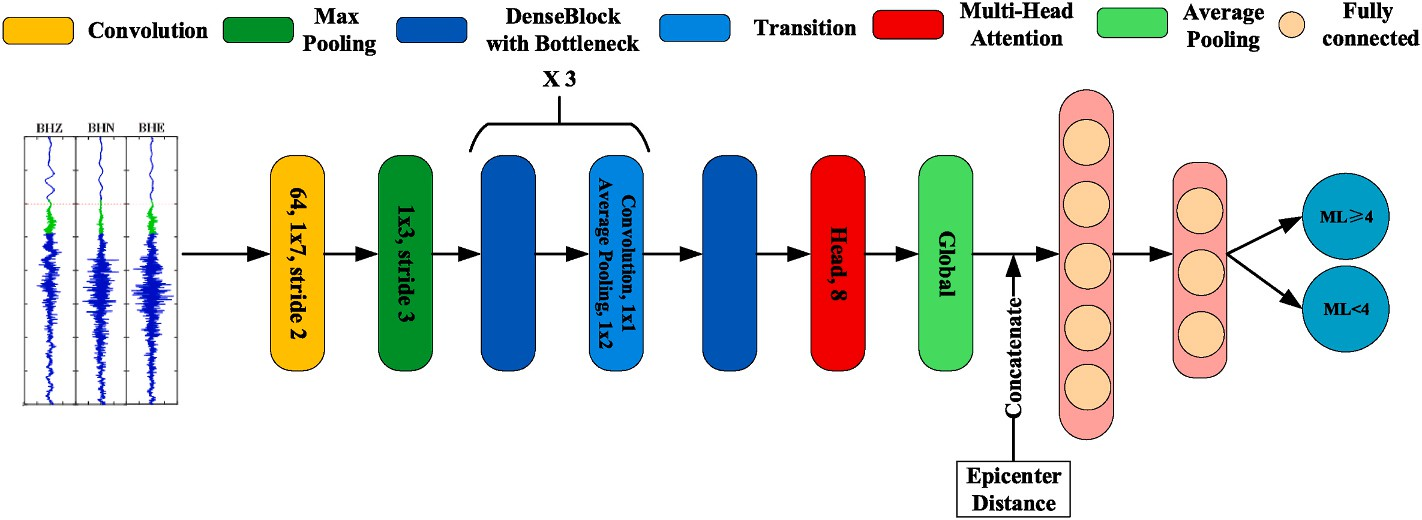 Convolution
Max
Pooling
DenseBlock
with Bottleneck
Transition
Multi-Head
Attention
Average
Pooling
Fully
connected
X 3
BHZ BHN BHE
64, 1x7, stride 2
1x3, stride 3
Convolution, 1x1
Average Pooling, 1x2
Head, 8
Global
Concatenate
Epicenter
Distance
ML≥4
ML<4